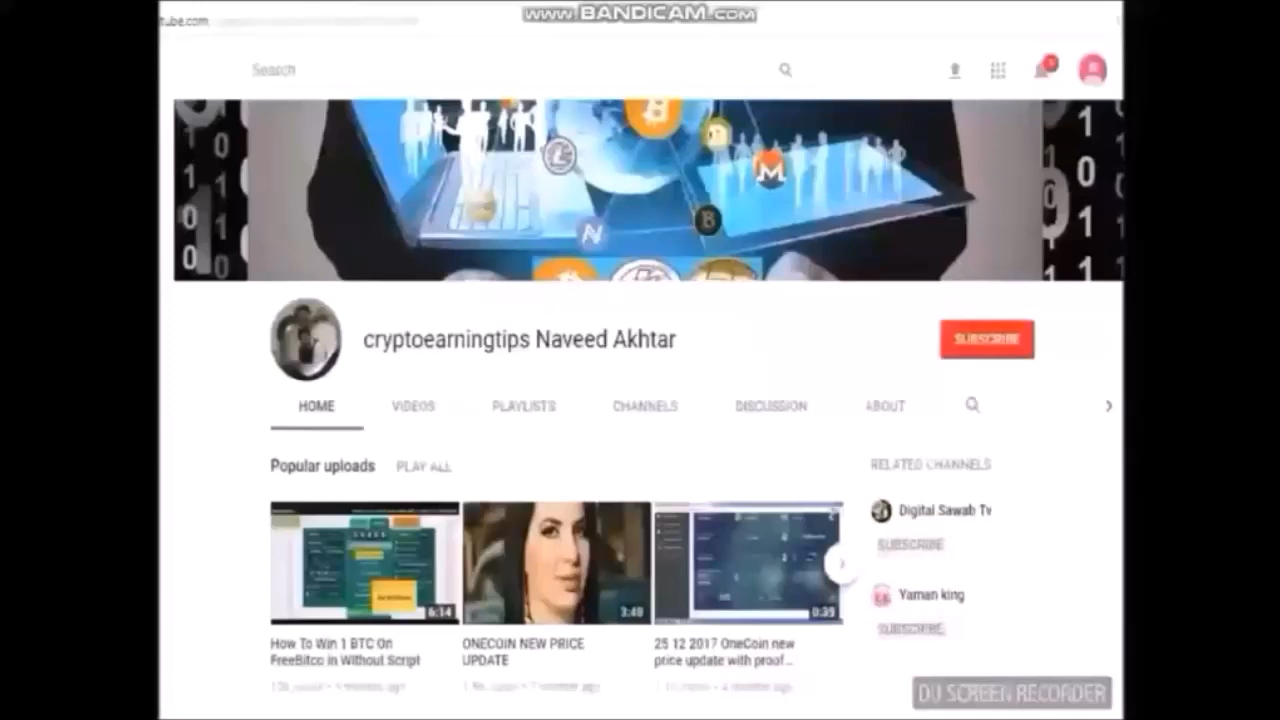 www.BANDICAM.com
tube.com
Search
cryptoearningtips Naveed Akhtar
SUBSCRIBE
HOME VIDEOS PLAYLISTS CHANNELS DISCUSSION ABOUT
Popular uploads PLAY ALL
RELATED CHANNELS
Digital Sawab Tv
SUBSCRIBE
Yaman king
SUBSCRIBE
6:14
3:40
0:39
How To Win 1 BTC On
FreeBitco in Without Script
ONECOIN NEW PRICE
UPDATE
25 12 2017 OneCoin new
price update with proof...
DU SCREEN RECORDER